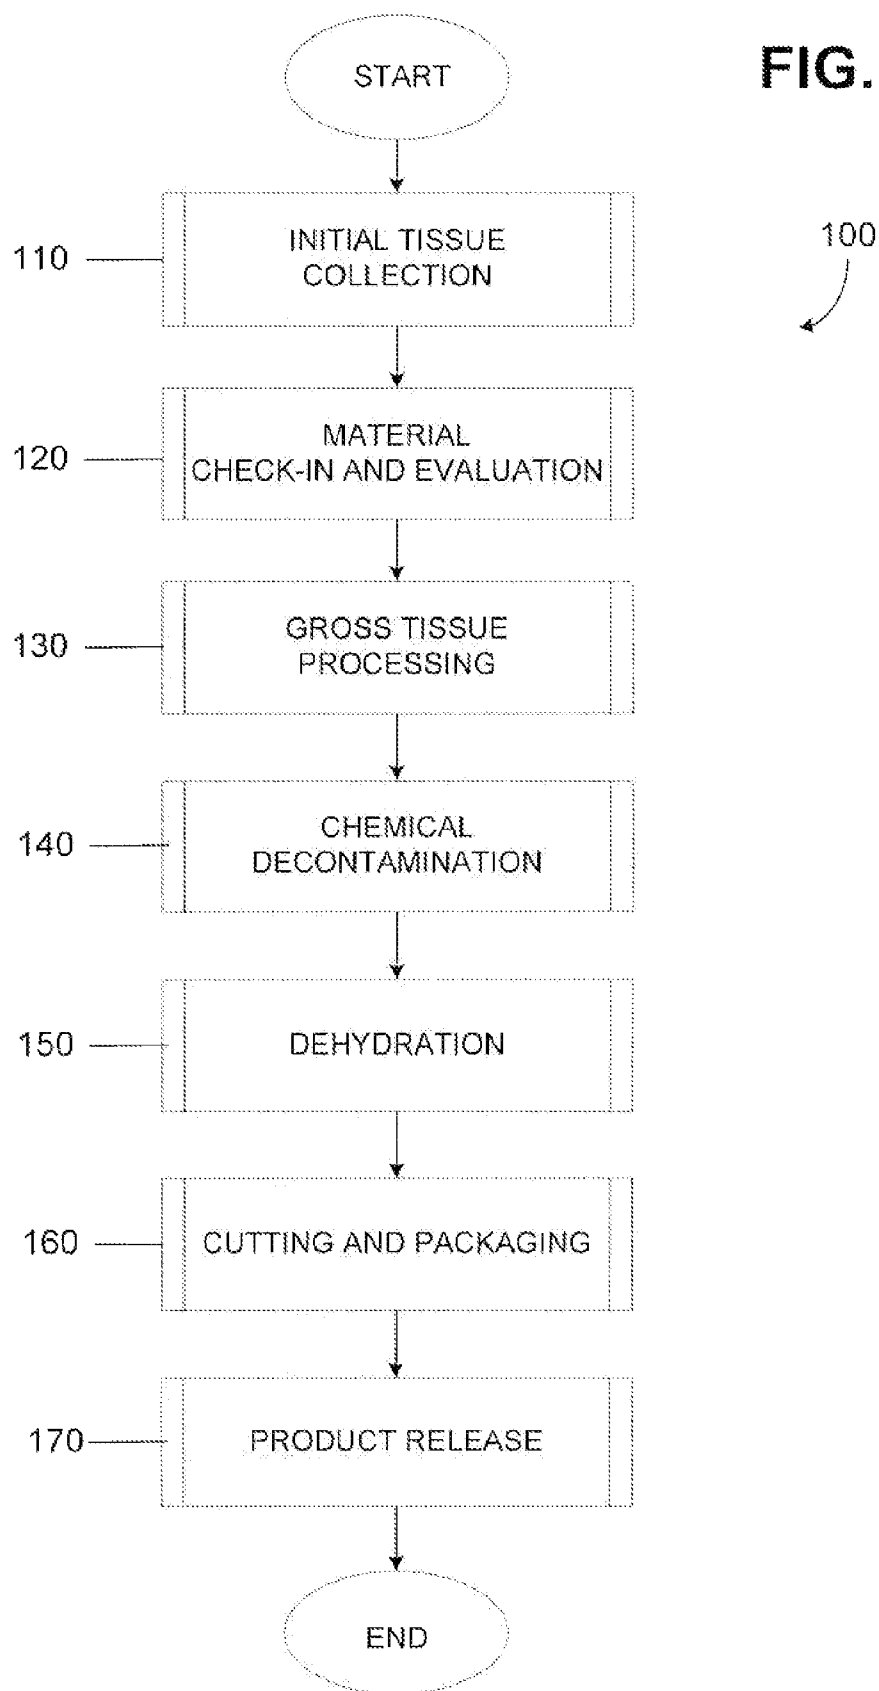 START
FIG.
100
110
INITIAL TISSUE
COLLECTION
120
MATERIAL
CHECK-IN AND EVALUATION
130
GROSS TISSUE
PROCESSING
140
CHEMICAL
DECONTAMINATION
150
DEHYDRATION
160
CUTTING AND PACKAGING
170
PRODUCT RELEASE
END